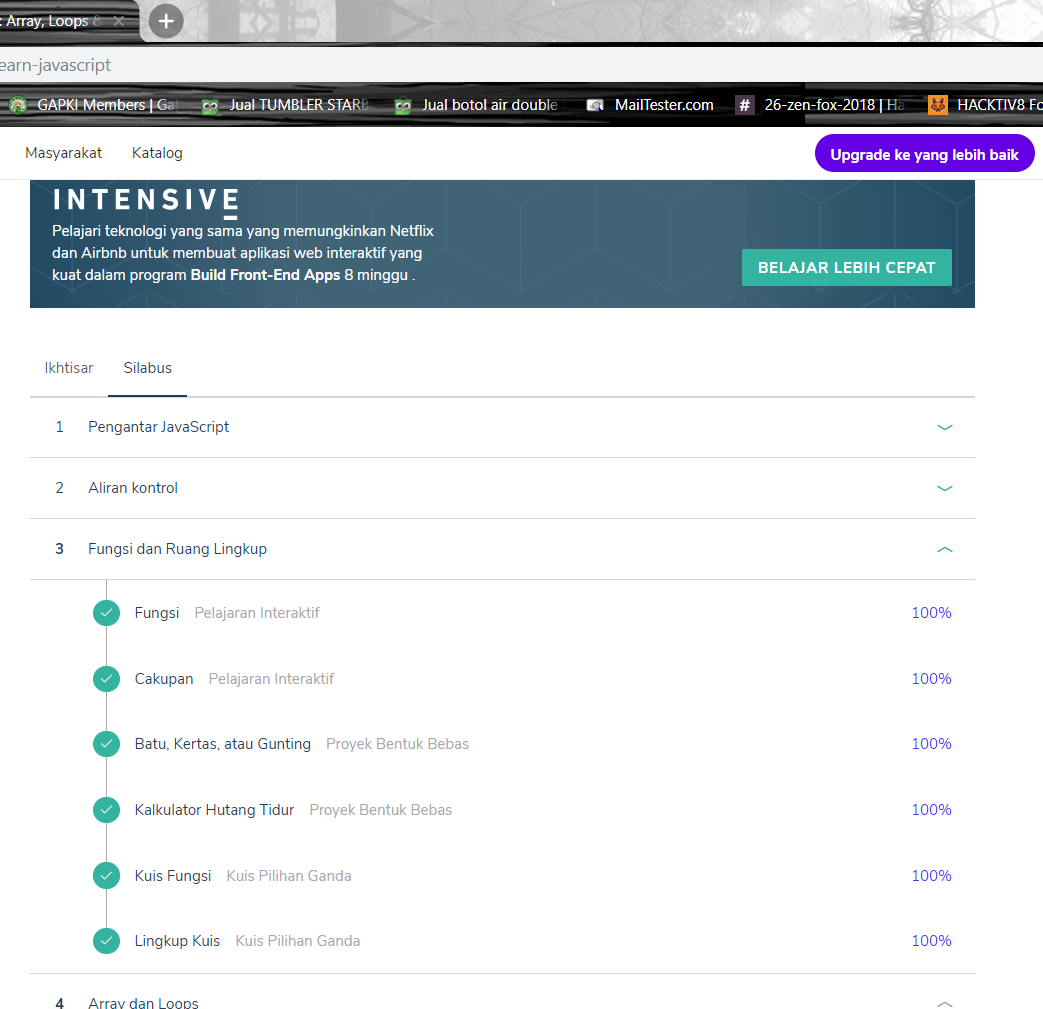 : Array, Loops &
earn-javascript
GAPKI Members | Ga
Jual TUMBLER STARB
Jual botol air double
MailTester.com
# 26-zen-fox-2018 | Ha
HACKTIV8 Fo
Masyarakat
Katalog
Upgrade ke yang lebih baik
INTENSIVE
Pelajari teknologi yang sama yang memungkinkan Netflix
dan Airbnb untuk membuat aplikasi web interaktif yang
kuat dalam program Build Front-End Apps 8 minggu .
BELAJAR LEBIH CEPAT
Ikhtisar
Silabus
1 Pengantar JavaScript
2 Aliran kontrol
3 Fungsi dan Ruang Lingkup
Fungsi Pelajaran Interaktif 100%
Cakupan Pelajaran Interaktif 100%
Batu, Kertas, atau Gunting Proyek Bentuk Bebas 100%
Kalkulator Hutang Tidur Proyek Bentuk Bebas 100%
Kuis Fungsi Kuis Pilihan Ganda 100%
Lingkup Kuis Kuis Pilihan Ganda 100%
4 Array dan Loops